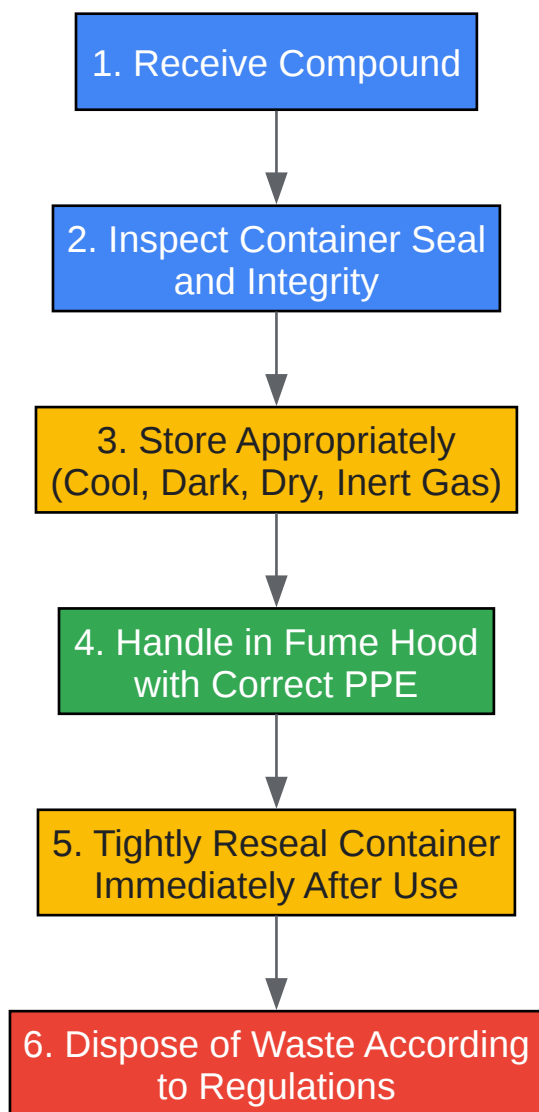 1. Receive Compound
2. Inspect Container Seal
and Integrity
3. Store Appropriately
(Cool, Dark, Dry, Inert Gas)
4. Handle in Fume Hood
with Correct PPE
5. Tightly Reseal Container
Immediately After Use
6. Dispose of Waste According
to Regulations